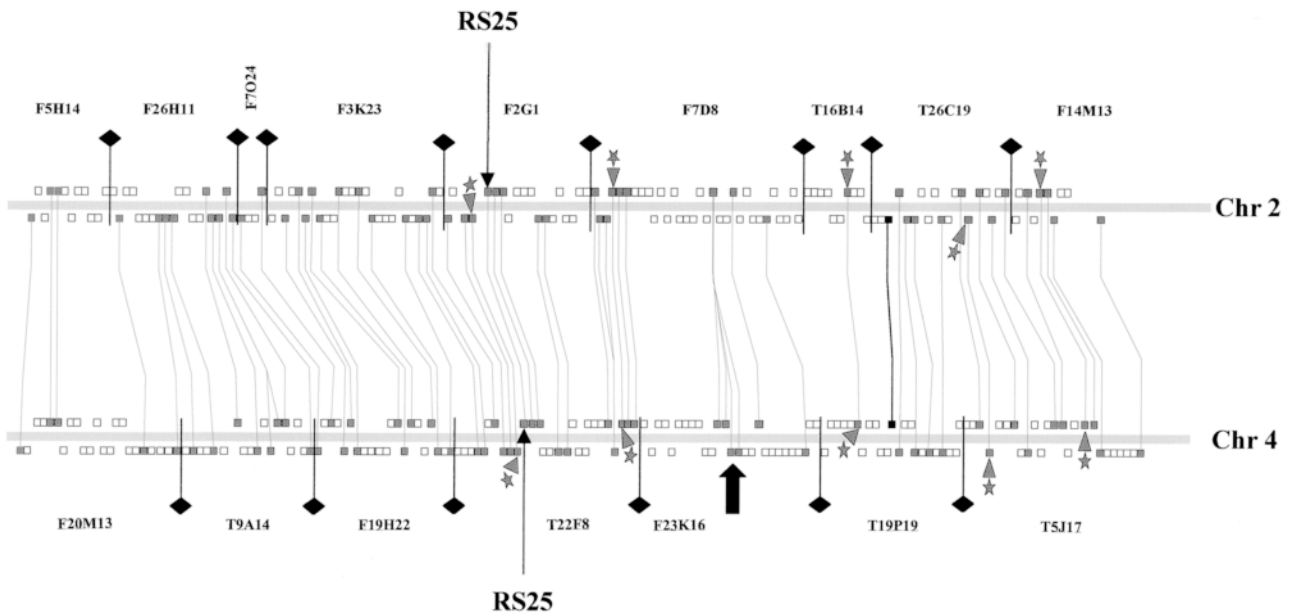 RS25
F5H14
F26H11
F7O24
F3K23
F2G1
F7D8
T16B14
T26C19
F14M13
Chr 2
Chr 4
F20M13
T9A14
F19H22
T22F8
F23K16
T19P19
T5J17
RS25